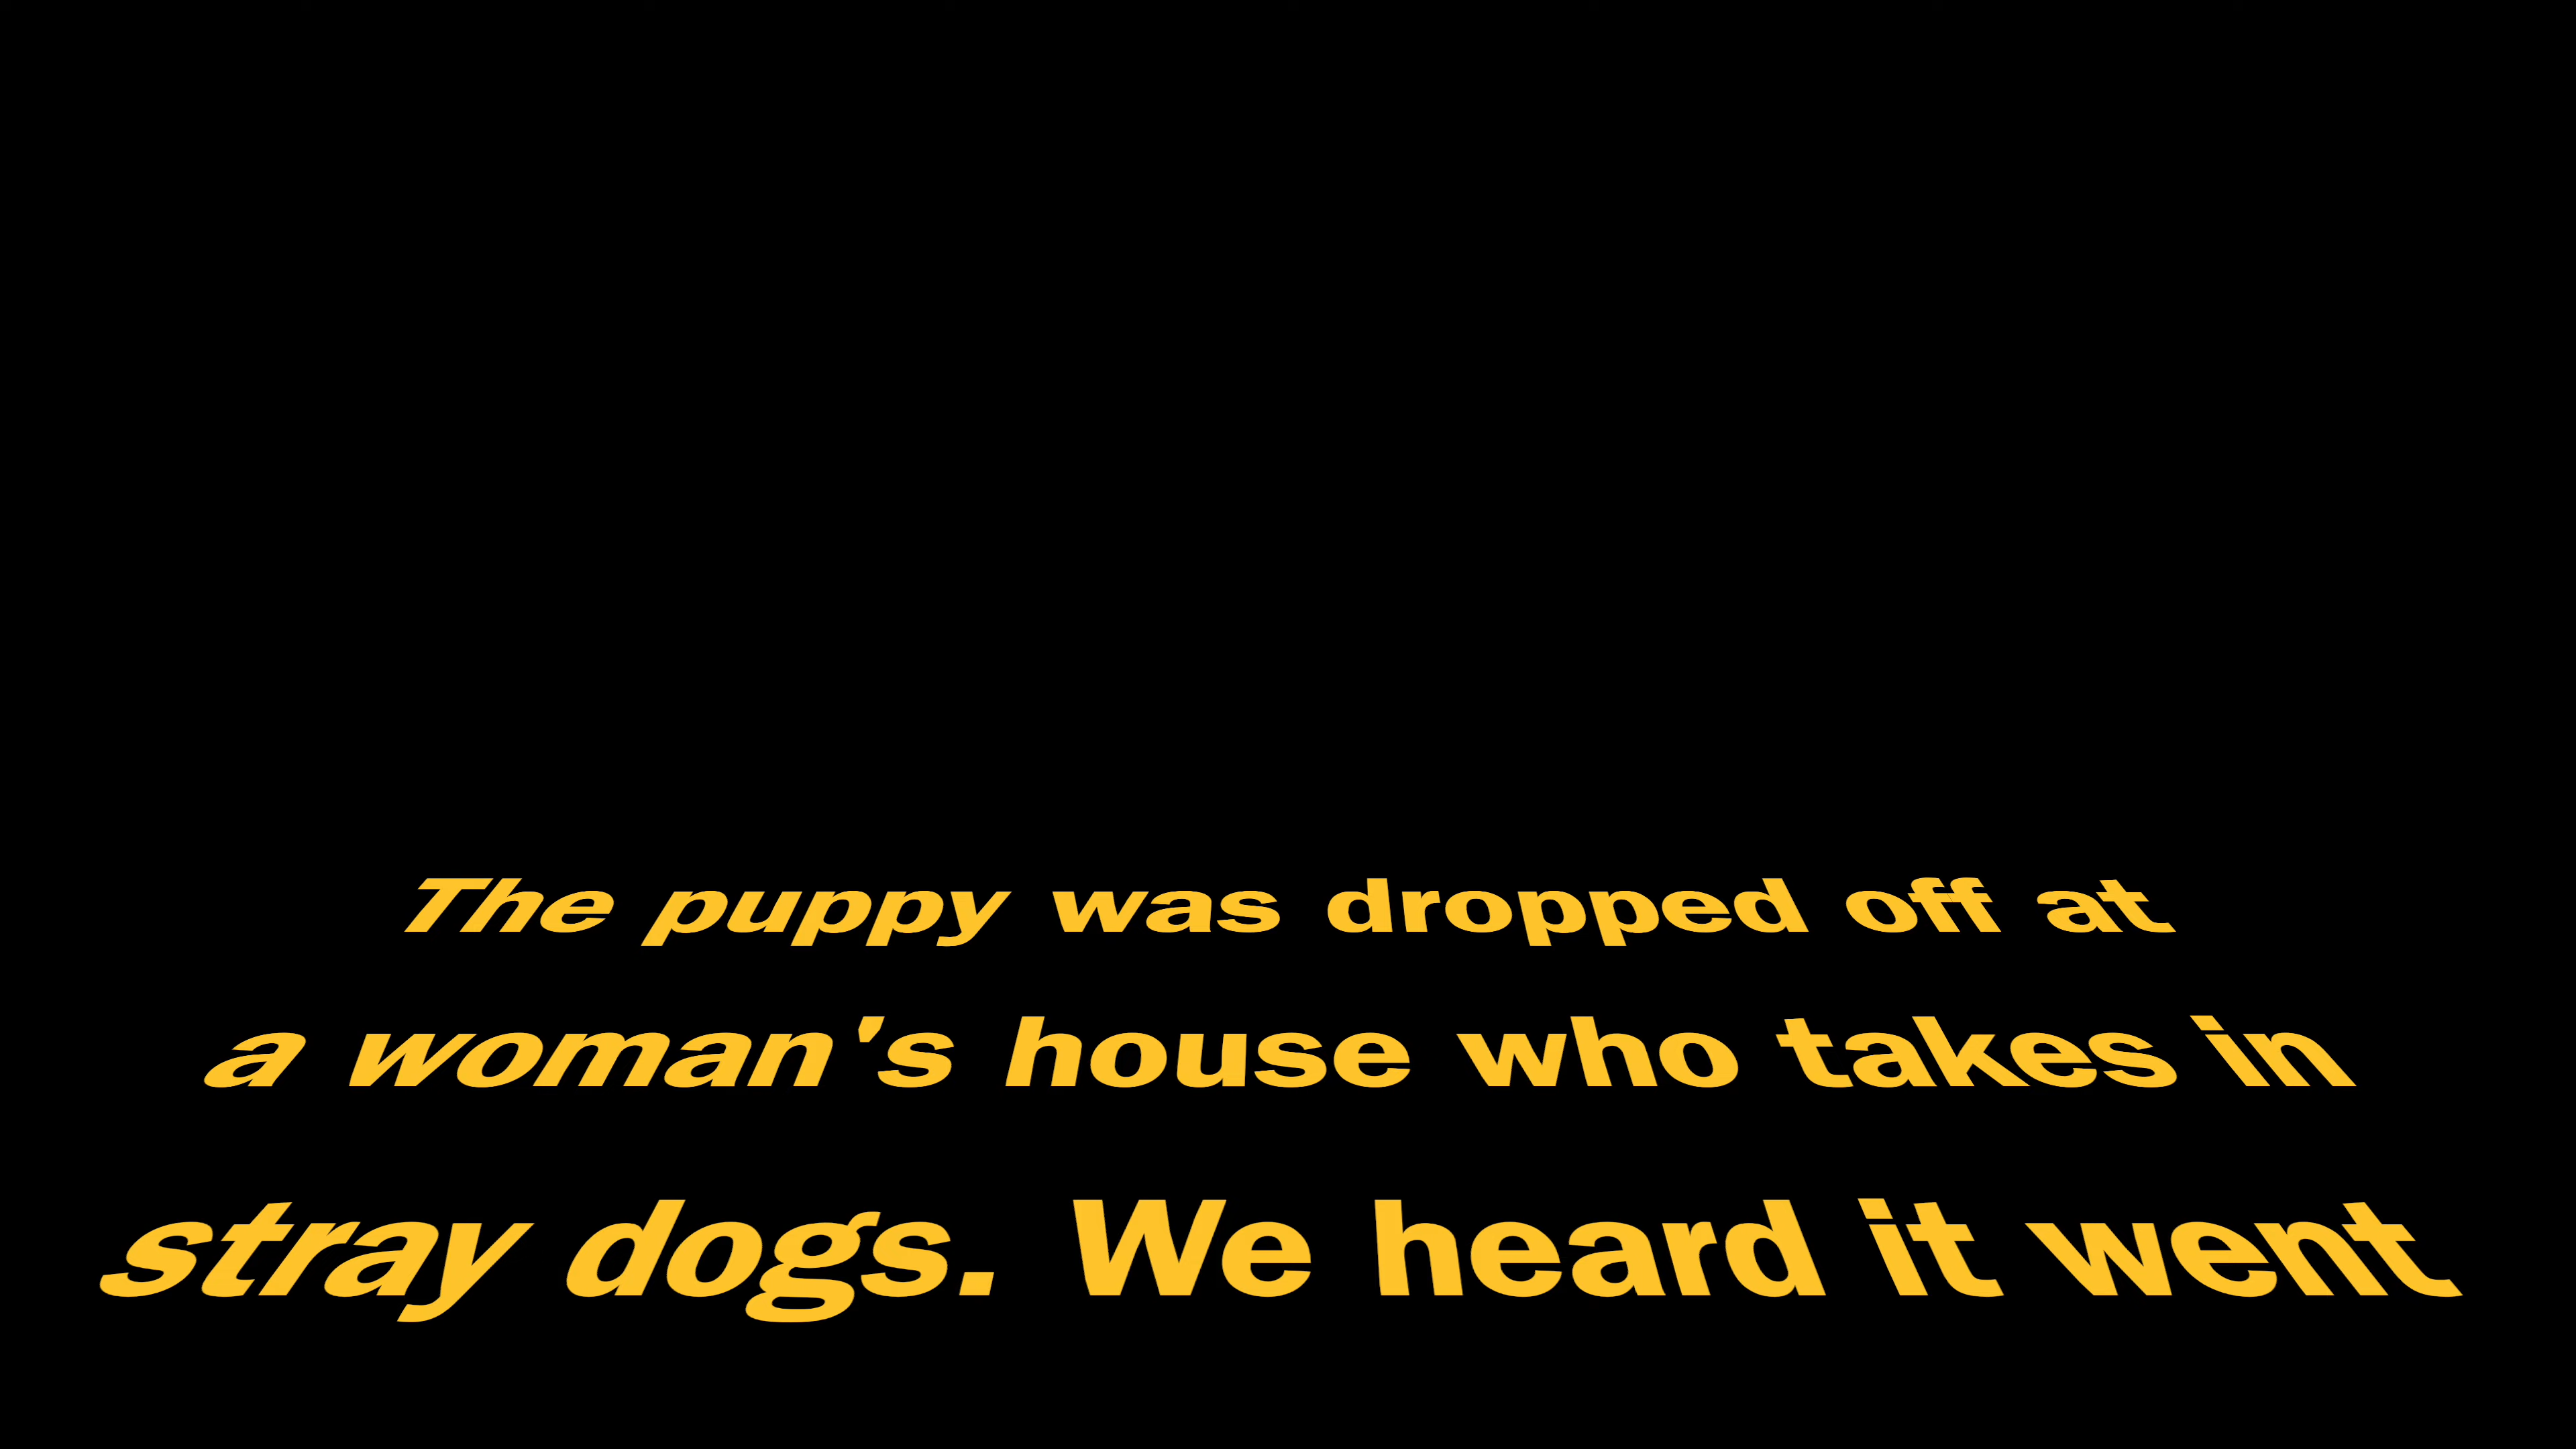 The puppy was dropped off at
a woman's house who takes in
stray dogs. We heard it went